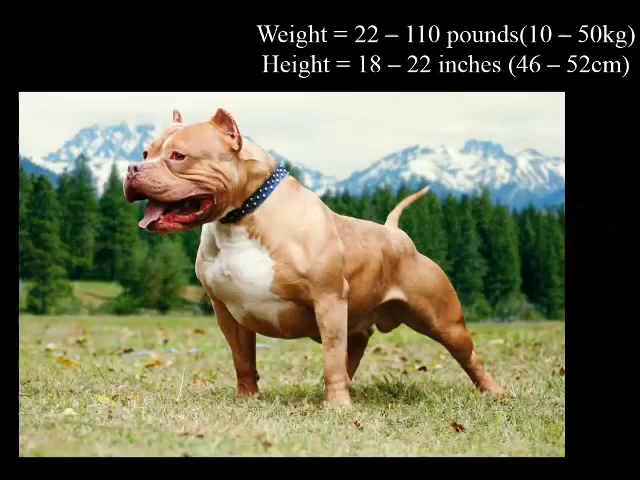 Weight = 22 – 110 pounds(10 – 50kg)
Height = 18 – 22 inches (46 – 52cm)